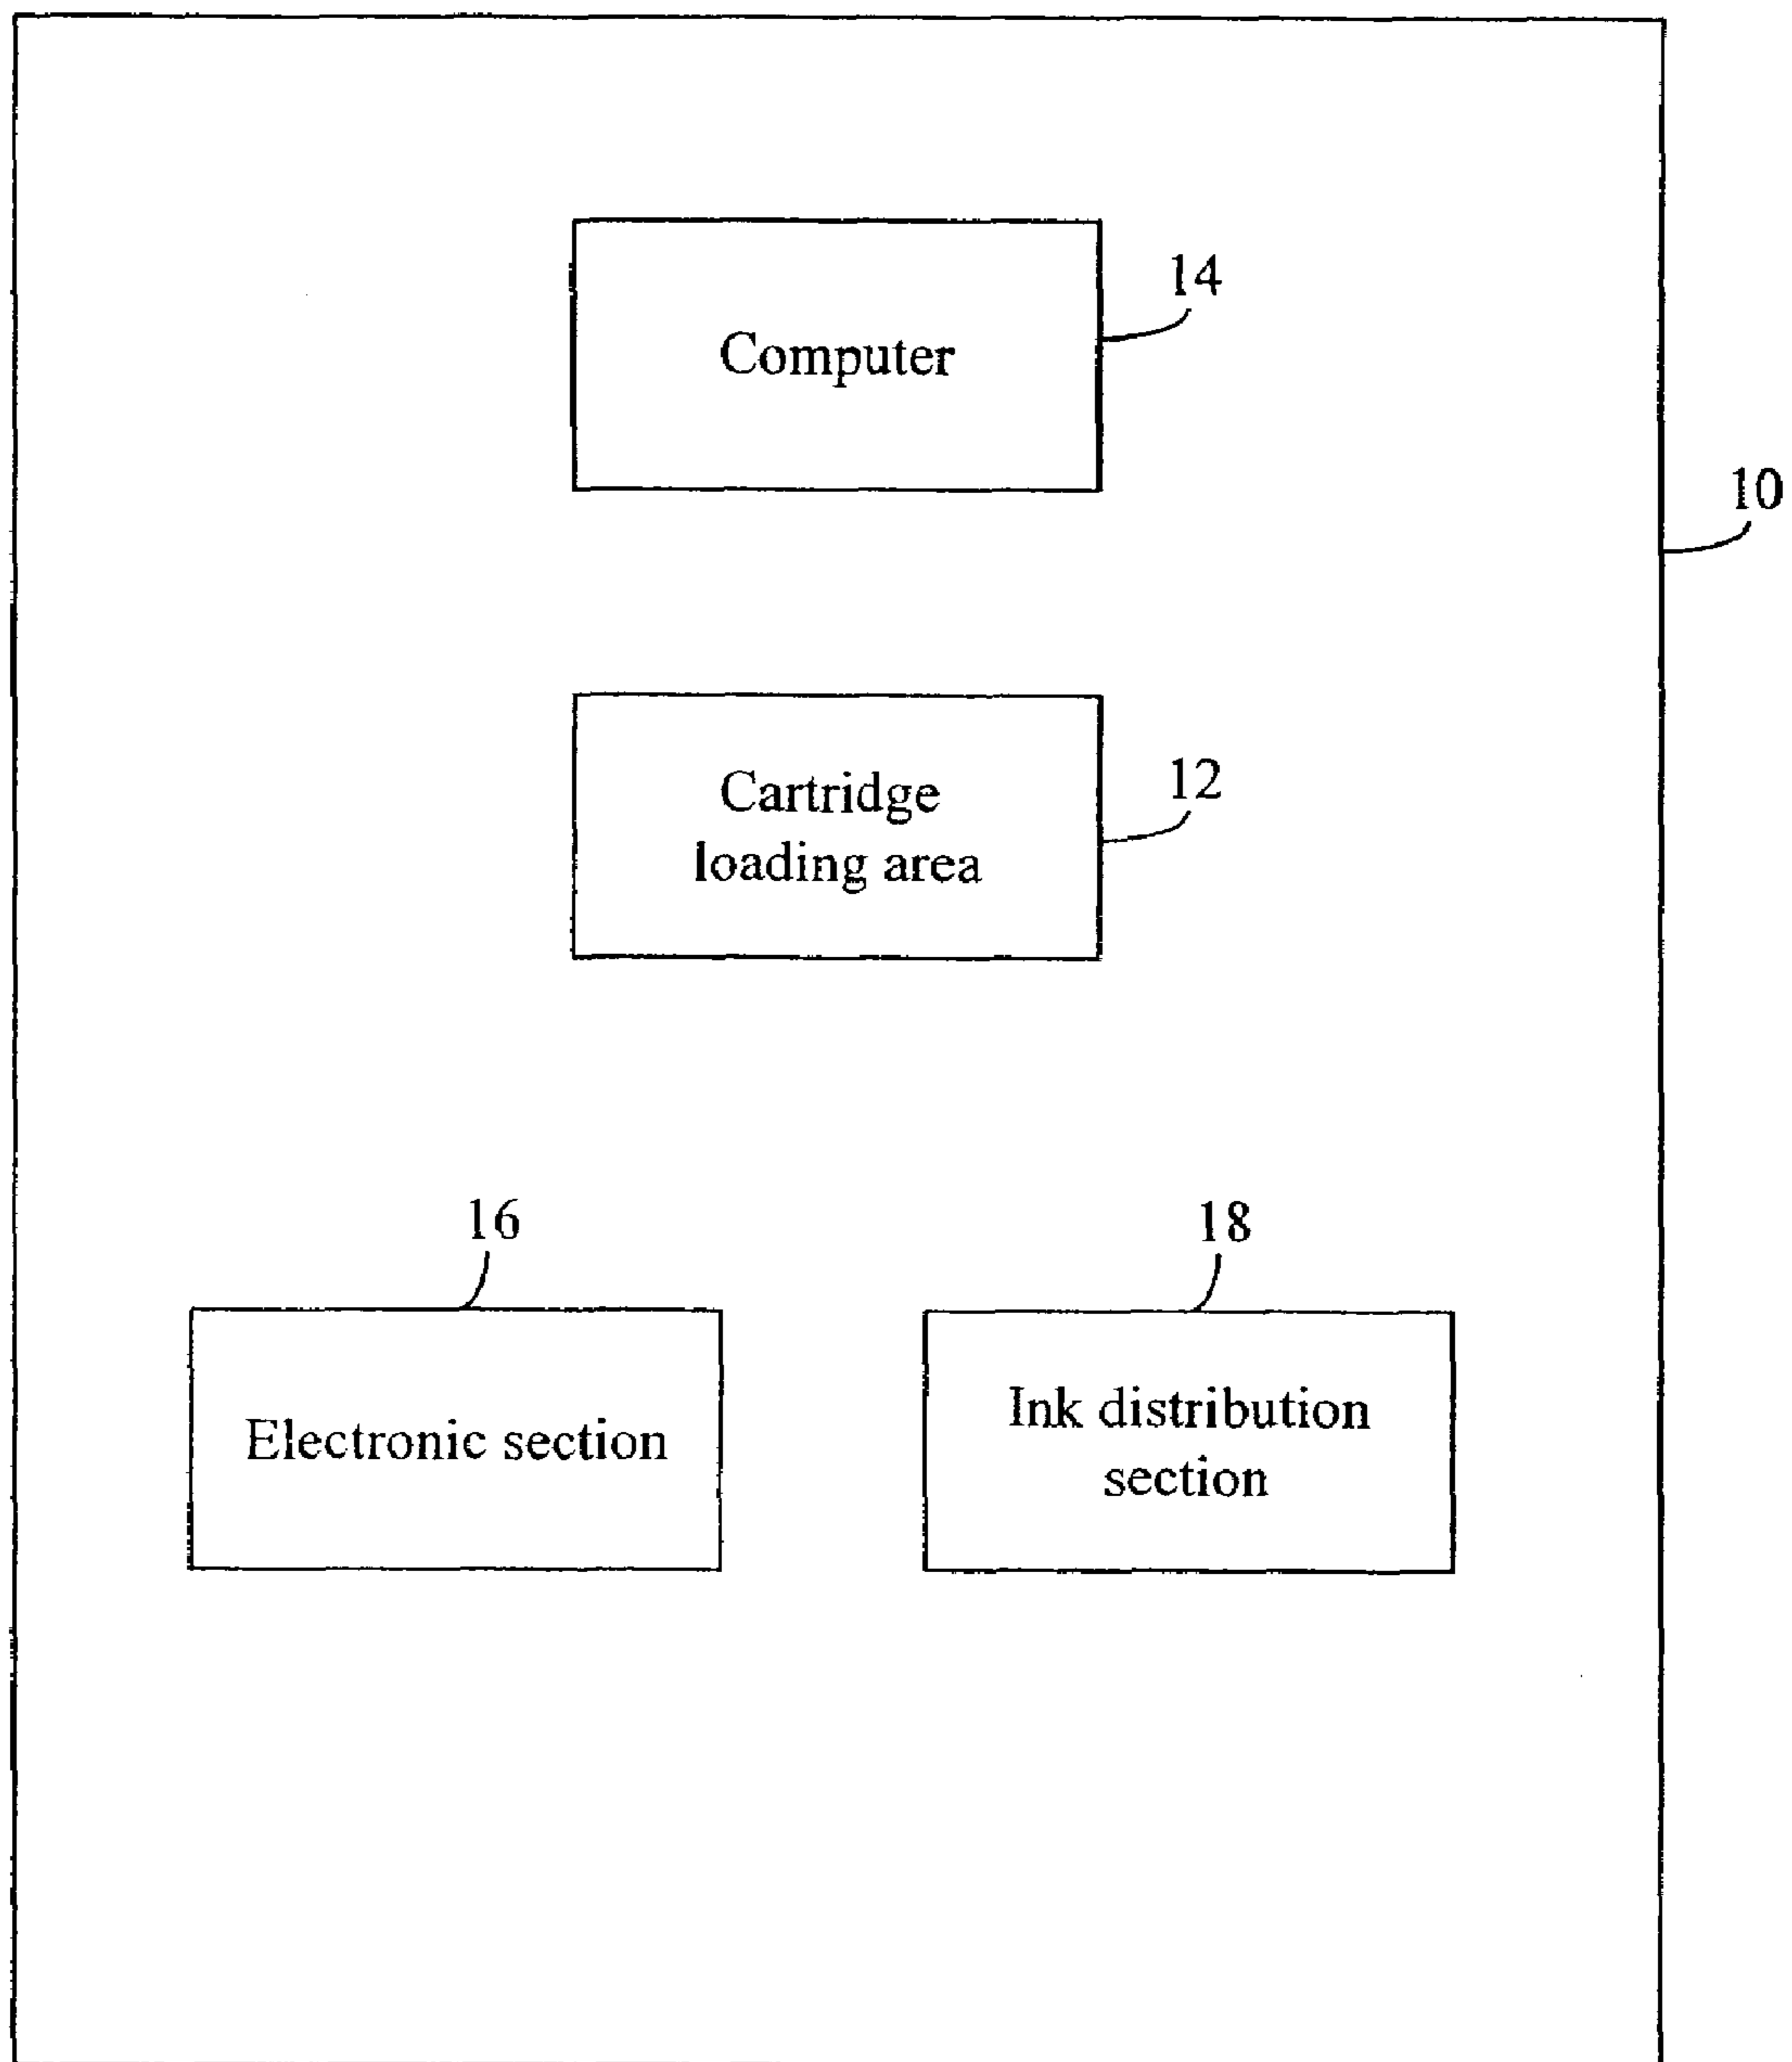 14
Computer
10
12
Cartridge
loading area
16
18
Electronic section
Ink distribution
section